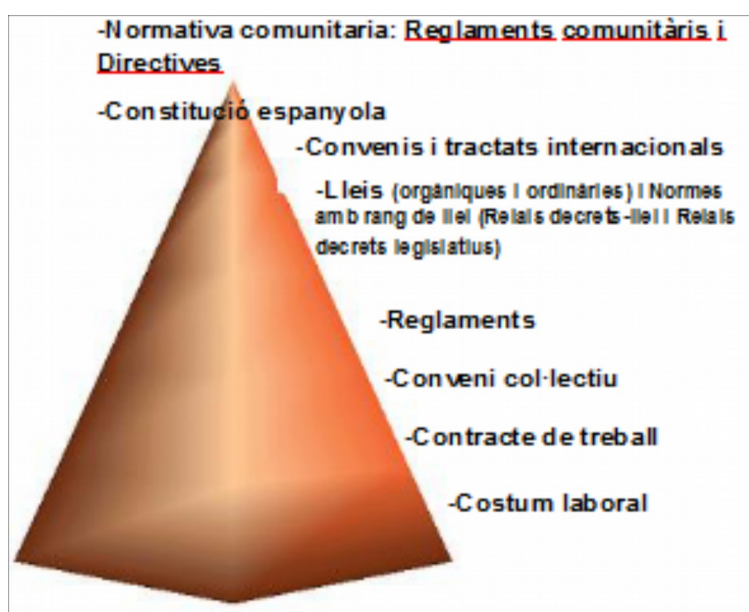 -Normativa comunitaria: Reglaments comunitàris i
Directives
-Constitució espanyola
-Convenis i tractats internacionals
-Lleis (orgàniques i ordinàries) i Normes
amb rang de llei (Reials decrets-llei i Reials
decrets legislatius)
-Reglaments
-Conveni col·lectiu
-Contracte de treball
-Costum laboral